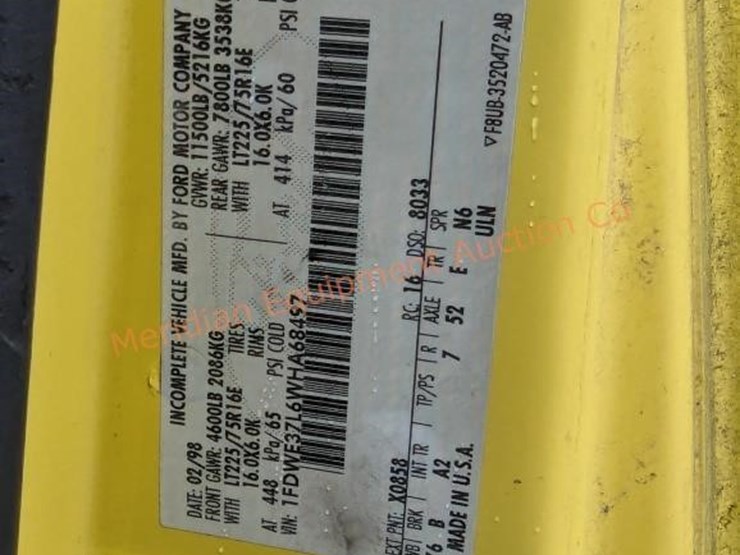 INCOMPLETE VEHICLE MFD. BY FORD MOTOR COMPANY
DATE: 02/98 GVWR: 11500LB/5216KG
FRONT GAWR: 4600LB 2086KG REAR GAWR: 7800LB 3538KG
WITH LT225/75R16E TIRES WITH LT225/75R16E
16.0X6.0K RIMS 16.0X6.0K
AT 448 kPa/65 PSI COLD AT 414 kPa/60 PSI
VIN: 1FDWE37L6WHA68497
EXT PNT: X0858 RC: 16 DSO: 8033
WB BRK INT TR TP/PS R AXLE TR SPR
B A2 7 52 E N6
MADE IN U.S.A. ULN
F8UB-3520472-AB
Meridian Equipment Auction Co